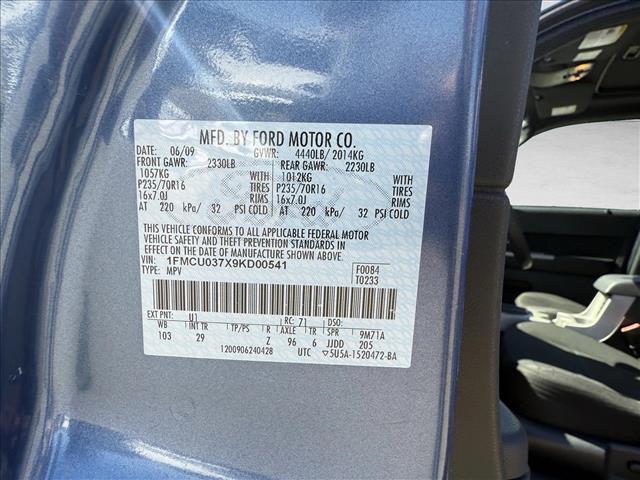 MFD. BY FORD MOTOR CO.
DATE: 06/09 GVWR: 4440LB/ 2014KG
FRONT GAWR: 2330LB REAR GAWR: 2230LB
1057KG WITH 1012KG WITH
P235/70R16 TIRES P235/70R16 TIRES
16x7.0J RIMS 16x7.0J RIMS
AT 220 kPa/ 32 PSI COLD AT 220 kPa/ 32 PSI COLD
THIS VEHICLE CONFORMS TO ALL APPLICABLE FEDERAL MOTOR
VEHICLE SAFETY AND THEFT PREVENTION STANDARDS IN
EFFECT ON THE DATE OF MANUFACTURE SHOWN ABOVE.
VIN: 1FMCU037X9KD00541 F0084
TYPE: MPV T0233
EXT PNT: U1 RC: 71 DSO:
WB INT TR TP/PS R AXLE TR SPR 9M71A
103 29 Z 96 6 JJDD 205
1200906240428 UTC ▽5U5A-1520472-BA